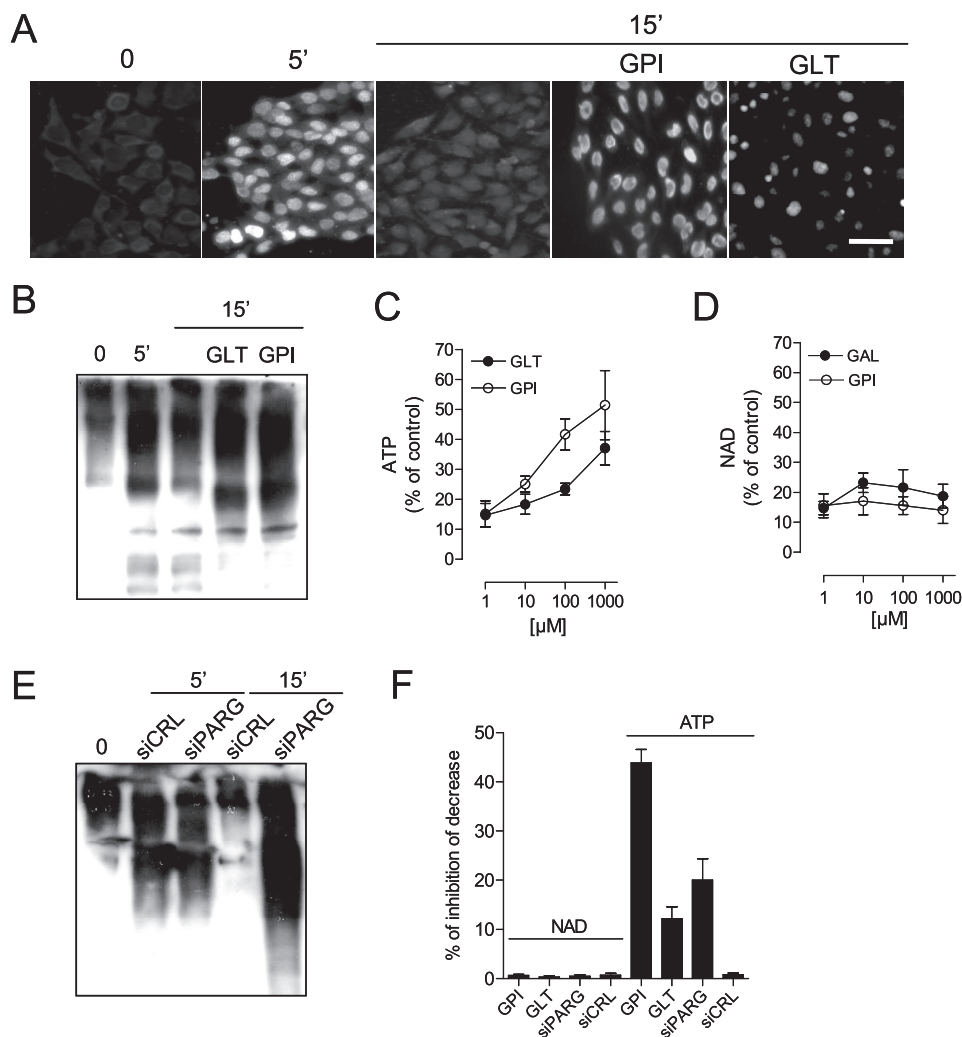 A
15’
0
5’
GPI
GLT
B
15’
0
5’
GLT
GPI
C
70
60
50
40
30
20
10
0
ATP
(% of control)
GLT
GPI
1
10
100
1000
[µM]
D
70
60
50
40
30
20
10
0
NAD
(% of control)
GAL
GPI
1
10
100
1000
[µM]
E
5’
15’
0
siCRL
siPARG
siCRL
siPARG
F
50
40
30
20
10
0
% of inhibition of decrease
NAD
ATP
GPI
GLT
siPARG
siCRL
GPI
GLT
siPARG
siCRL